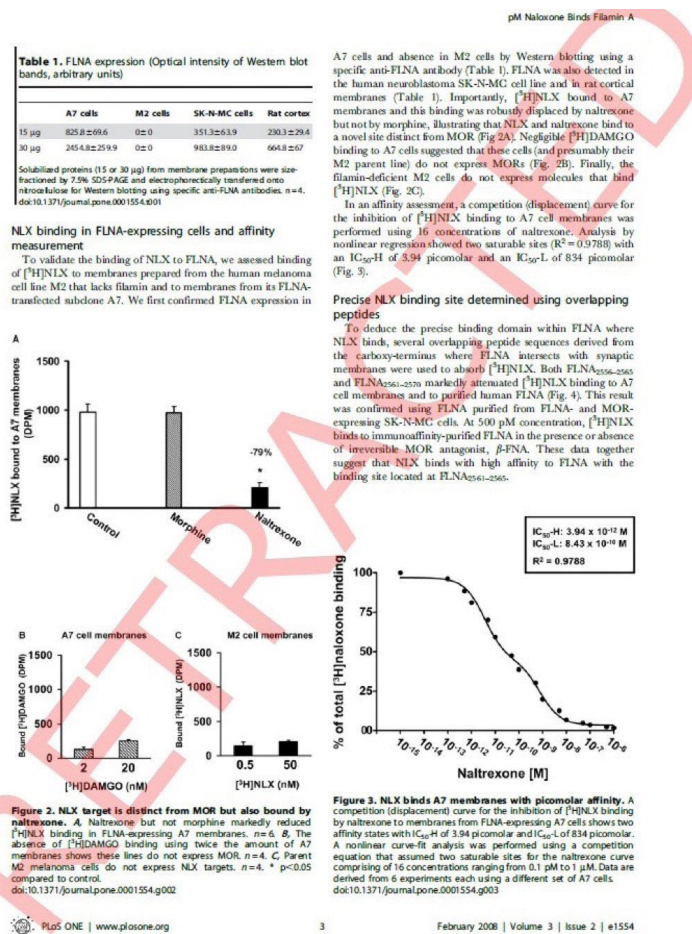 pM Naloxone Binds Filamin A
Table 1. FLNA expression (Optical intensity of Western blot
bands, arbitrary units)
A7 cells M2 cells SK-N-MC cells Rat cortex
15 μg 825.8±69.6 0±0 351.3±63.9 230.3±29.4
30 μg 2454.8±259.9 0±0 983.8±89.0 664.8±67
Solubilized proteins (15 or 30 μg) from membrane preparations were size-
fractionated by 7.5% SDS-PAGE and electrophoretically transferred onto
nitrocellulose for Western blotting using specific anti-FLNA antibodies. n=4.
doi:10.1371/journal.pone.0001554.t001
NLX binding in FLNA-expressing cells and affinity
measurement
To validate the binding of NLX to FLNA, we assessed binding
of [³H]NLX to membranes prepared from the human melanoma
cell line M2 that lacks filamin and to membranes from its FLNA-
transfected subclone A7. We first confirmed FLNA expression in
A7 cells and absence in M2 cells by Western blotting using a
specific anti-FLNA antibody (Table 1). FLNA was also detected in
the human neuroblastoma SK-N-MC cell line and in rat cortical
membranes (Table 1). Importantly, [³H]NLX bound to A7
membranes and this binding was robustly displaced by naltrexone
but not by morphine, illustrating that NLX and naltrexone bind to
a novel site distinct from MOR (Fig 2A). Negligible [³H]DAMGO
binding to A7 cells suggested that these cells (and presumably their
M2 parent line) do not express MORs (Fig. 2B). Finally, the
filamin-deficient M2 cells do not express molecules that bind
[³H]NLX (Fig. 2C).
In an affinity assessment, a competition (displacement) curve for
the inhibition of [³H]NLX binding to A7 cell membranes was
performed using 16 concentrations of naltrexone. Analysis by
nonlinear regression showed two saturable sites (R² = 0.9788) with
an IC₅₀-H of 3.94 picomolar and an IC₅₀-L of 834 picomolar
(Fig. 3).
Precise NLX binding site determined using overlapping
peptides
To deduce the precise binding domain within FLNA where
NLX binds, several overlapping peptide sequences derived from
the carboxy-terminus where FLNA intersects with synaptic
membranes were used to absorb [³H]NLX. Both FLNA₂₅₅₆₋₂₅₆₅
and FLNA₂₅₆₁₋₂₅₇₀ markedly attenuated [³H]NLX binding to A7
cell membranes and to purified human FLNA (Fig. 4). This result
was confirmed using FLNA purified from FLNA- and MOR-
expressing SK-N-MC cells. At 500 pM concentration, [³H]NLX
binds to immunoaffinity-purified FLNA in the presence or absence
of irreversible MOR antagonist, β-FNA. These data together
suggest that NLX binds with high affinity to FLNA with the
binding site located at FLNA₂₅₆₁₋₂₅₆₅.
A
[³H]NLX bound to A7 membranes
(DPM)
1500
1000
500
0
-79%
*
Control Morphine Naltrexone
B A7 cell membranes
Bound [³H]DAMGO (DPM)
1500
1000
500
0
2 20
[³H]DAMGO (nM)
C M2 cell membranes
Bound [³H]NLX (DPM)
1500
1000
500
0
0.5 50
[³H]NLX (nM)
Figure 2. NLX target is distinct from MOR but also bound by
naltrexone. A, Naltrexone but not morphine markedly reduced
[³H]NLX binding in FLNA-expressing A7 membranes. n=6. B, The
absence of [³H]DAMGO binding using twice the amount of A7
membranes shows these lines do not express MOR. n=4. C, Parent
M2 melanoma cells do not express NLX targets. n=4. * p<0.05
compared to control.
doi:10.1371/journal.pone.0001554.g002
IC₅₀-H: 3.94 x 10⁻¹² M
IC₅₀-L: 8.43 x 10⁻¹⁰ M
R² = 0.9788
% of total [³H]naloxone binding
100
75
50
25
00
10⁻¹⁵ 10⁻¹⁴ 10⁻¹³ 10⁻¹² 10⁻¹¹ 10⁻¹⁰ 10⁻⁹ 10⁻⁸ 10⁻⁷ 10⁻⁶
Naltrexone [M]
Figure 3. NLX binds A7 membranes with picomolar affinity. A
competition (displacement) curve for the inhibition of [³H]NLX binding
by naltrexone to membranes from FLNA-expressing A7 cells shows two
affinity states with IC₅₀-H of 3.94 picomolar and IC₅₀-L of 834 picomolar.
A nonlinear curve-fit analysis was performed using a competition
equation that assumed two saturable sites for the naltrexone curve
comprising of 16 concentrations ranging from 0.1 pM to 1 μM. Data are
derived from 6 experiments each using a different set of A7 cells.
doi:10.1371/journal.pone.0001554.g003
PLoS ONE | www.plosone.org
3
February 2008 | Volume 3 | Issue 2 | e1554
RETRACTED